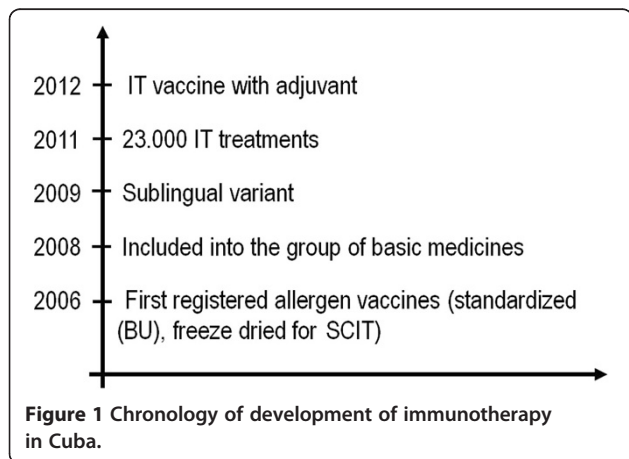 2012 IT vaccine with adjuvant
2011 23.000 IT treatments
2009 Sublingual variant
2008 Included into the group of basic medicines
2006 First registered allergen vaccines (standardized
(BU), freeze dried for SCIT)
Figure 1 Chronology of development of immunotherapy
in Cuba.